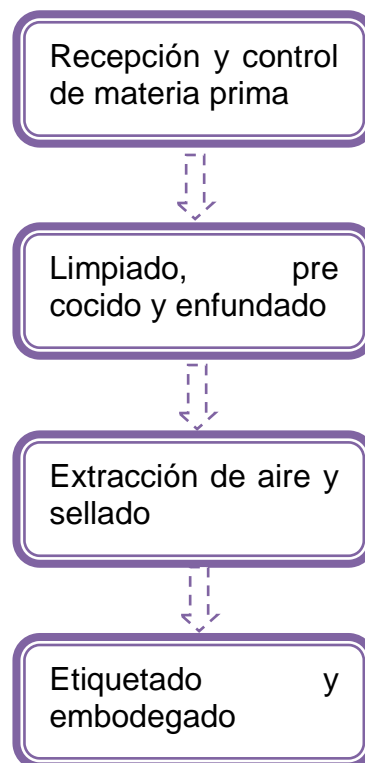 Recepción y control
de materia prima
Limpiado, pre
cocido y enfundado
Extracción de aire y
sellado
Etiquetado y
embodegado